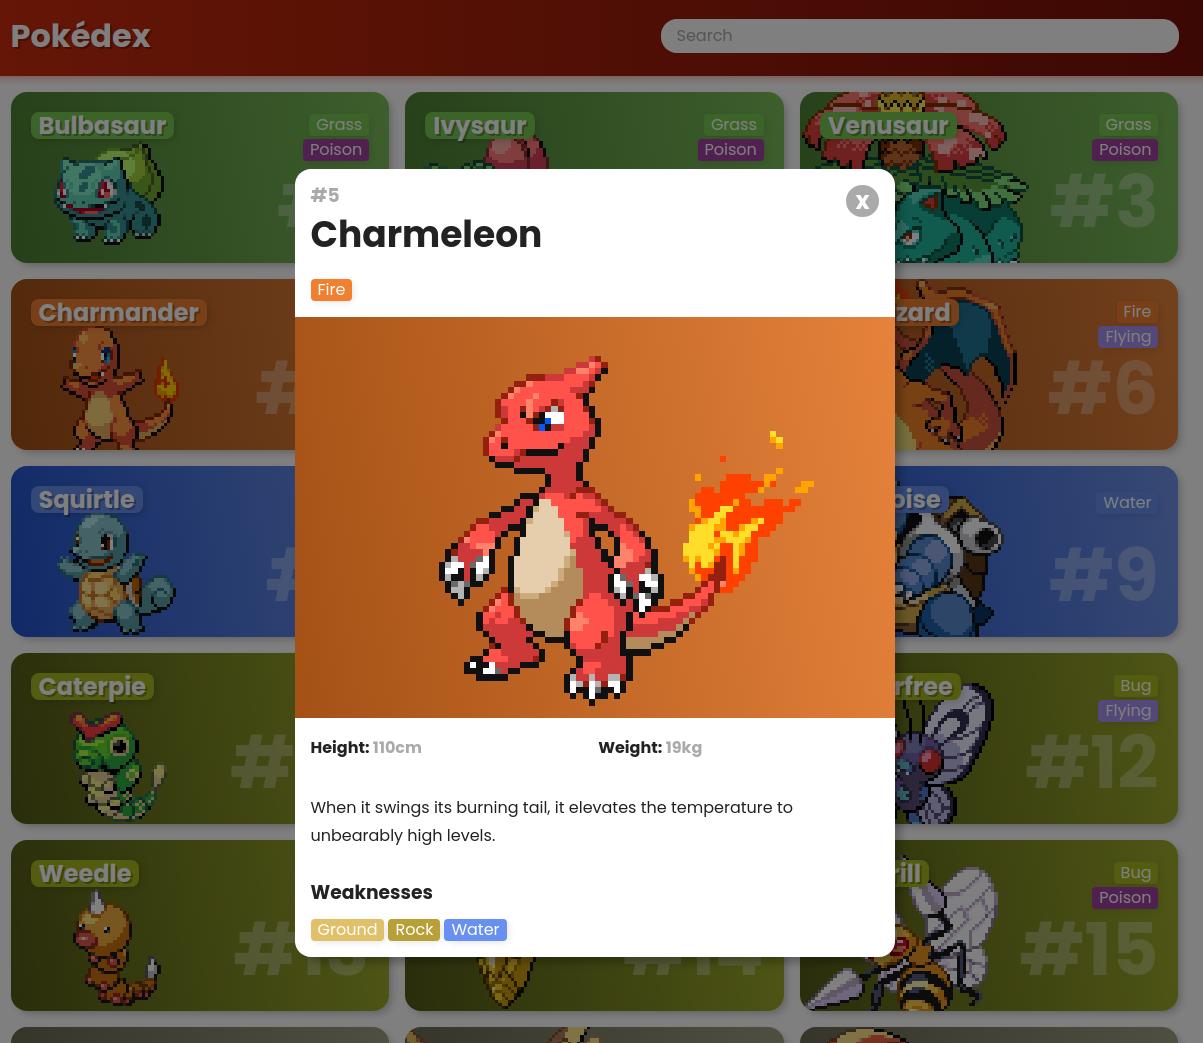 Pokédex
Search
Bulbasaur
Grass
Poison
Ivysaur
Grass
Poison
Venusaur
Grass
Poison
#3
#5
X
Charmeleon
Fire
Charmander
Fire
Flying
#6
Squirtle
Water
#9
Caterpie
Bug
Flying
#12
Height: 110cm
Weight: 19kg
When it swings its burning tail, it elevates the temperature to
unbearably high levels.
Weaknesses
Ground Rock Water
Weedle
Bug
Poison
#13
#14
#15